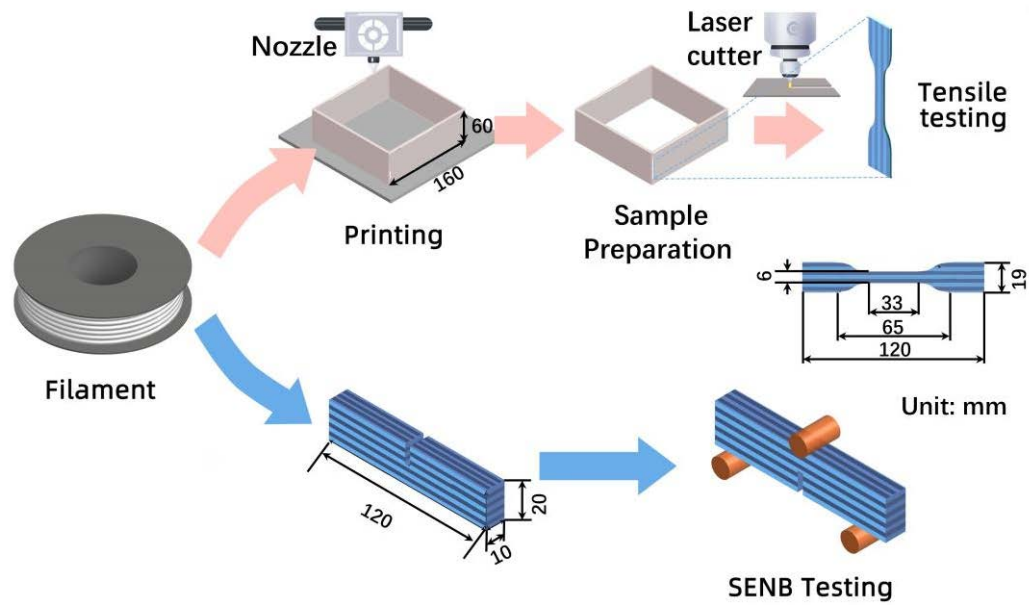 Nozzle
60
160
Printing
Sample
Preparation
Laser
cutter
Tensile
testing
Filament
6
19
33
65
120
Unit: mm
120
20
10
SENB Testing